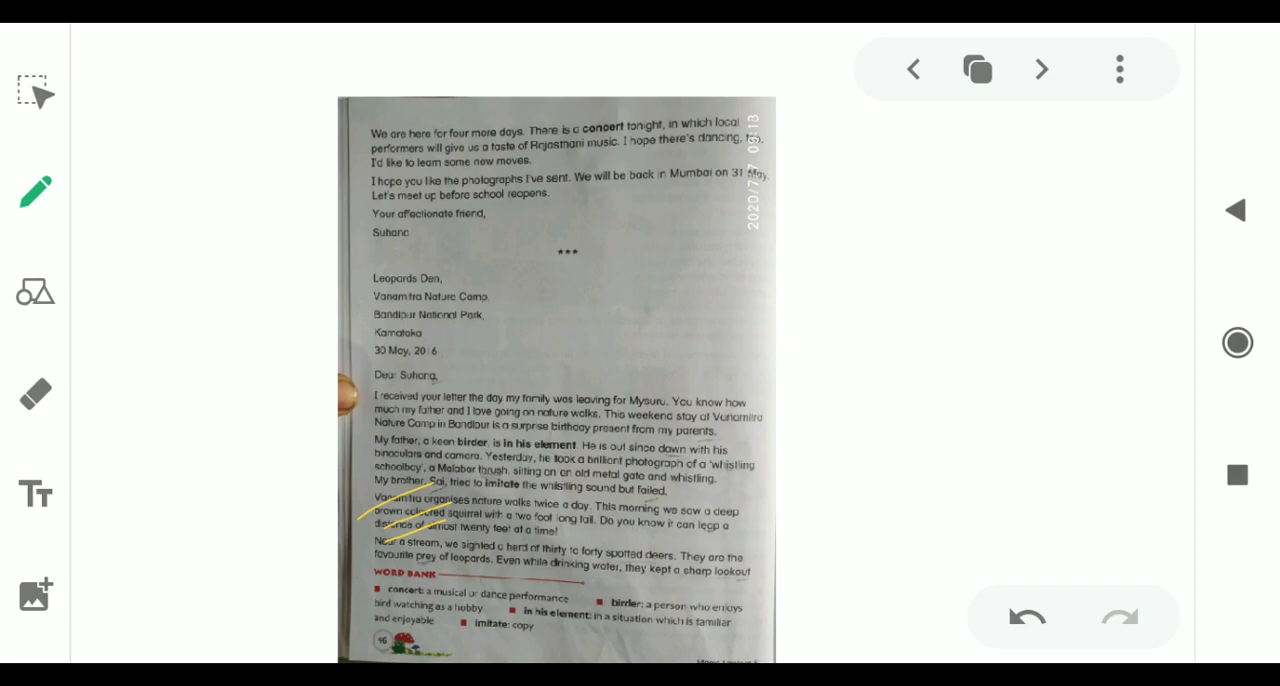 We are here for four more days. There is a concert tonight, in which local
performers will give us a taste of Rajasthani music. I hope there's dancing, too.
I'd like to learn some new moves.
I hope you like the photographs I've sent. We will be back in Mumbai on 31 May.
Let's meet up before school reopens.
Your affectionate friend,
Suhana
***
Leopards Den,
Vanamitra Nature Camp,
Bandipur National Park,
Karnataka
30 May, 2016
Dear Suhana,
I received your letter the day my family was leaving for Mysuru. You know how
much my father and I love going on nature walks. This weekend stay at Vanamitra
Nature Camp in Bandipur is a surprise birthday present from my parents.
My father, a keen birder, is in his element. He is out since dawn with his
binoculars and camera. Yesterday, he took a brilliant photograph of a 'whistling
schoolboy', a Malabar thrush, sitting on an old metal gate and whistling.
My brother, Sai, tried to imitate the whistling sound but failed.
Vanamitra organises nature walks twice a day. This morning we saw a deep
brown coloured squirrel with a two foot long tail. Do you know it can leap a
distance of almost twenty feet at a time!
Near a stream, we sighted a herd of thirty to forty spotted deers. They are the
favourite prey of leopards. Even while drinking water, they kept a sharp lookout
WORD BANK
concert: a musical or dance performance
birder: a person who enjoys
bird watching as a hobby
in his element: in a situation which is familiar
and enjoyable
imitate: copy
96
2020/7/7 09:13
TT